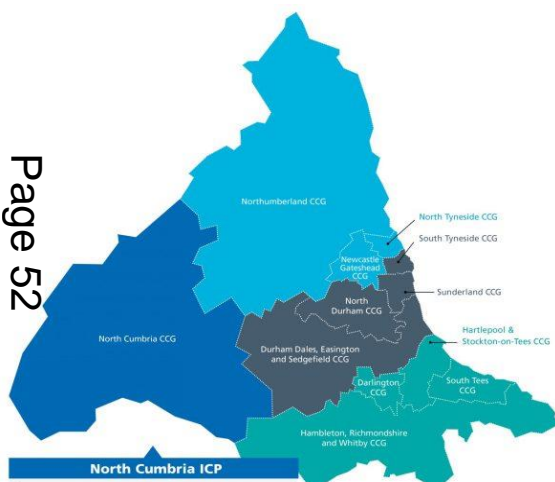 Northumberland CCG
North Tyneside CCG
South Tyneside CCG
Newcastle
Gateshead
CCG
Sunderland CCG
North
Durham CCG
Page 52
North Cumbria CCG
Hartlepool &
Stockton-on-Tees CCG
Durham Dales, Easington
and Sedgefield CCG
Darlington
CCG
South Tees
CCG
Hambleton, Richmondshire
and Whitby CCG
North Cumbria ICP